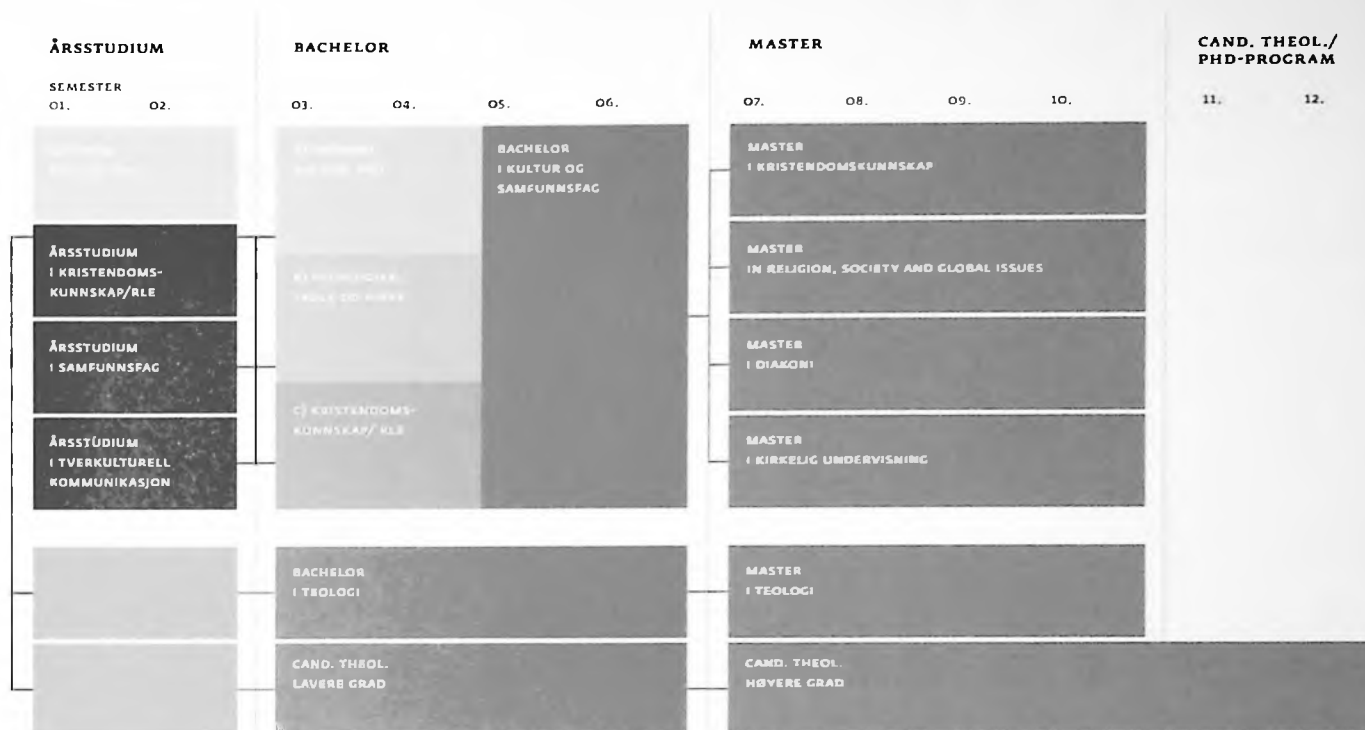 ÅRSSTUDIUM
BACHELOR
MASTER
CAND. THEOL./
PHD-PROGRAM
SEMESTER
01. 02. 03. 04. 05. 06. 07. 08. 09. 10. 11. 12.
BACHELOR
I KULTUR OG
SAMFUNNSFAG
MASTER
I KRISTENDOMSKUNNSKAP
ÅRSSTUDIUM
I KRISTENDOMS-
KUNNSKAP/RLE
MASTER
IN RELIGION, SOCIETY AND GLOBAL ISSUES
ÅRSSTUDIUM
I SAMFUNNSFAG
MASTER
I DIAKONI
C) KRISTENDOMS-
KUNNSKAP/ RLE
ÅRSSTUDIUM
I TVERKULTURELL
KOMMUNIKASJON
MASTER
I KIRKELIG UNDERVISNING
BACHELOR
I TEOLOGI
MASTER
I TEOLOGI
CAND. THEOL.
LAVERE GRAD
CAND. THEOL.
HØYERE GRAD